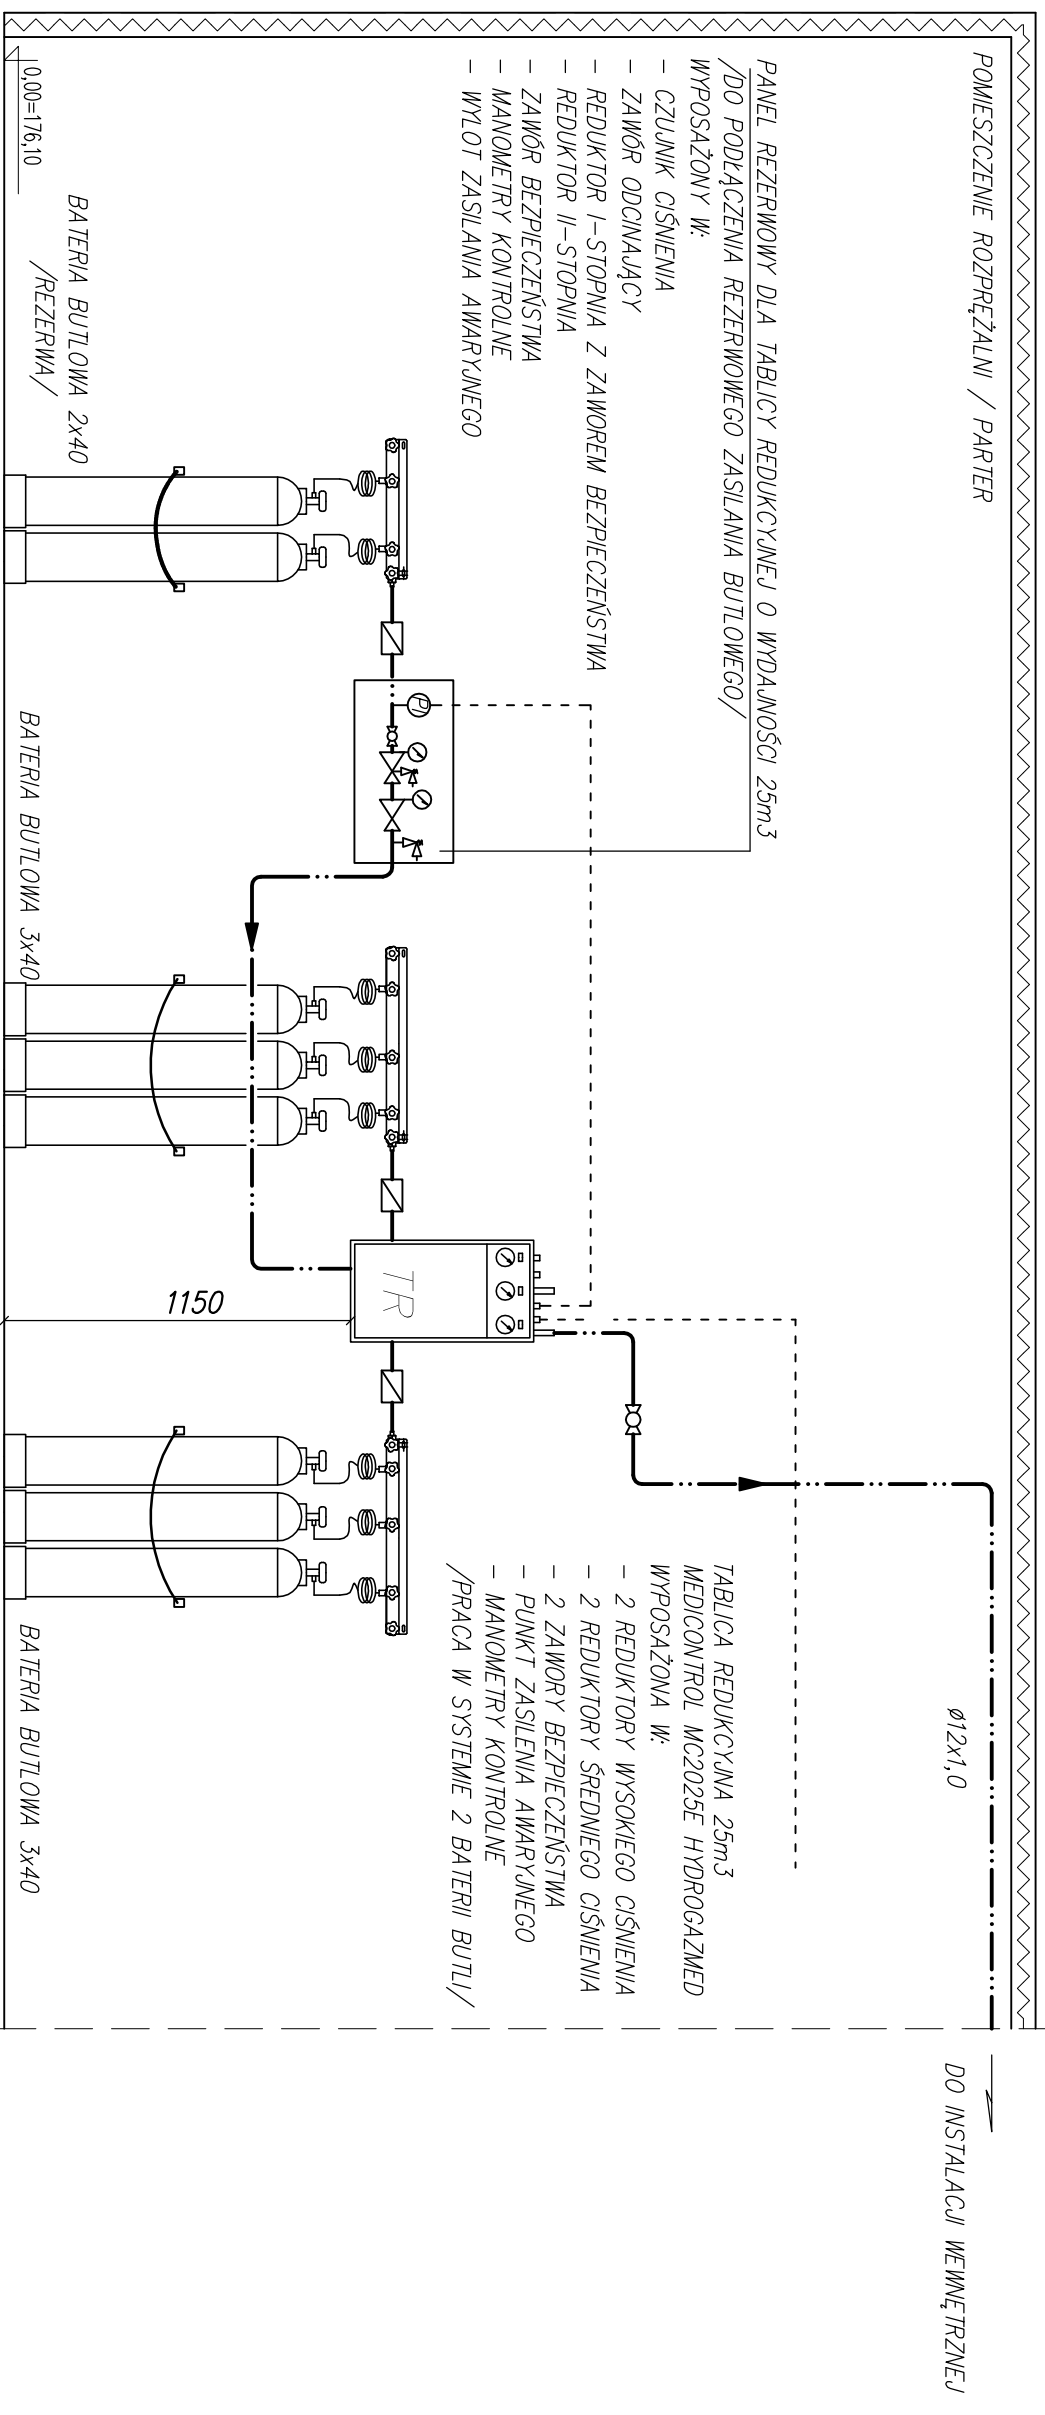 POMIESZCZENIE ROZPRĘŻALNI / PARTER
PANEL REZERWOWY DLA TABLICY REDUKCYJNEJ O WYDAJNOŚCI 25m3
/DO PODŁĄCZENIA REZERWOWEGO ZASILANIA BUTLOWEGO/
WYPOSAŻONY W:
- CZUJNIK CIŚNIENIA
- ZAWÓR ODCINAJĄCY
- REDUKTOR I-STOPNIA Z ZAWOREM BEZPIECZEŃSTWA
- REDUKTOR II-STOPNIA
- ZAWÓR BEZPIECZEŃSTWA
- MANOMETRY KONTROLNE
- WYLOT ZASILANIA AWARYJNEGO
PI
TR
1150
ø12x1,0
DO INSTALACJI WEWNĘTRZNEJ
TABLICA REDUKCYJNA 25m3
MEDICONTROL MC2025E HYDROGAZMED
WYPOSAŻONA W:
- 2 REDUKTORY WYSOKIEGO CIŚNIENIA
- 2 REDUKTORY ŚREDNIEGO CIŚNIENIA
- 2 ZAWORY BEZPIECZEŃSTWA
- PUNKT ZASILENIA AWARYJNEGO
- MANOMETRY KONTROLNE
/PRACA W SYSTEMIE 2 BATERII BUTLI/
0,00=176,10
BATERIA BUTLOWA 2x40
/REZERWA/
BATERIA BUTLOWA 3x40
BATERIA BUTLOWA 3x40